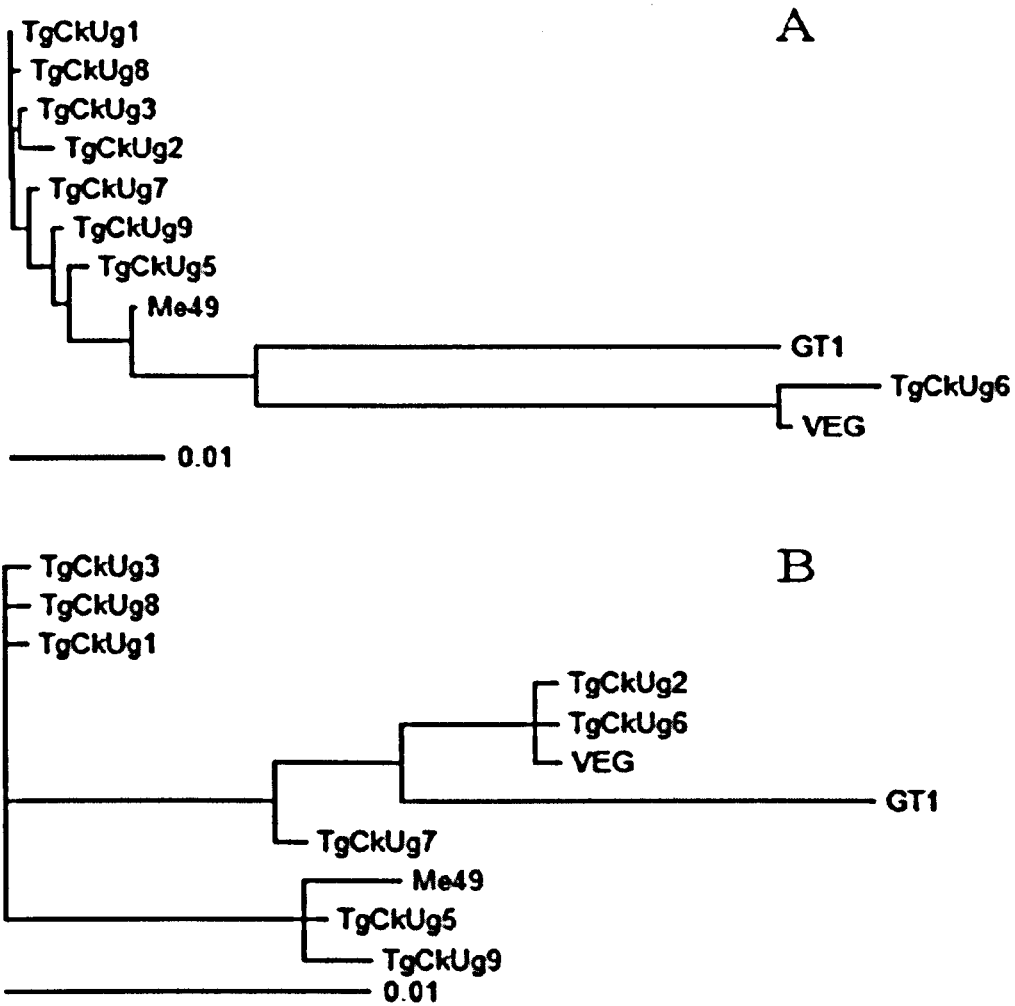 A
TgCkUg1
TgCkUg8
TgCkUg3
TgCkUg2
TgCkUg7
TgCkUg9
TgCkUg5
Me49
GT1
TgCkUg6
VEG
0.01
B
TgCkUg3
TgCkUg8
TgCkUg1
TgCkUg2
TgCkUg6
VEG
GT1
TgCkUg7
Me49
TgCkUg5
TgCkUg9
0.01